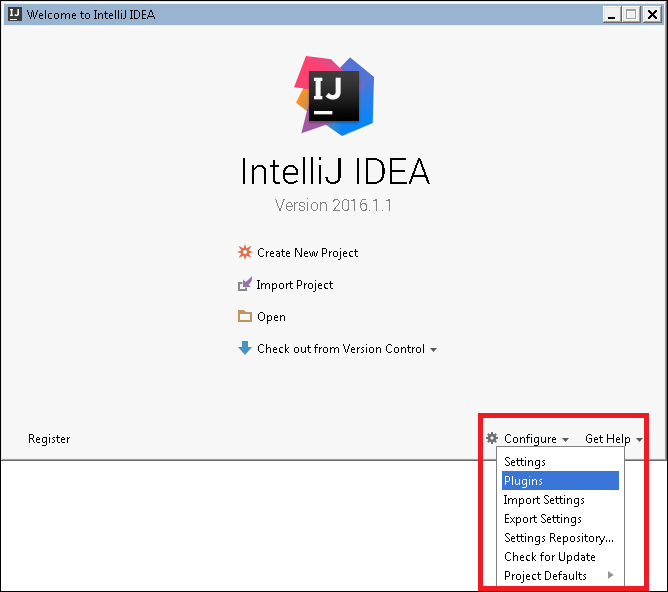 IJ Welcome to IntelliJ IDEA
IJ
IntelliJ IDEA
Version 2016.1.1
Create New Project
Import Project
Open
Check out from Version Control
Register Configure Get Help
Settings
Plugins
Import Settings
Export Settings
Settings Repository...
Check for Update
Project Defaults